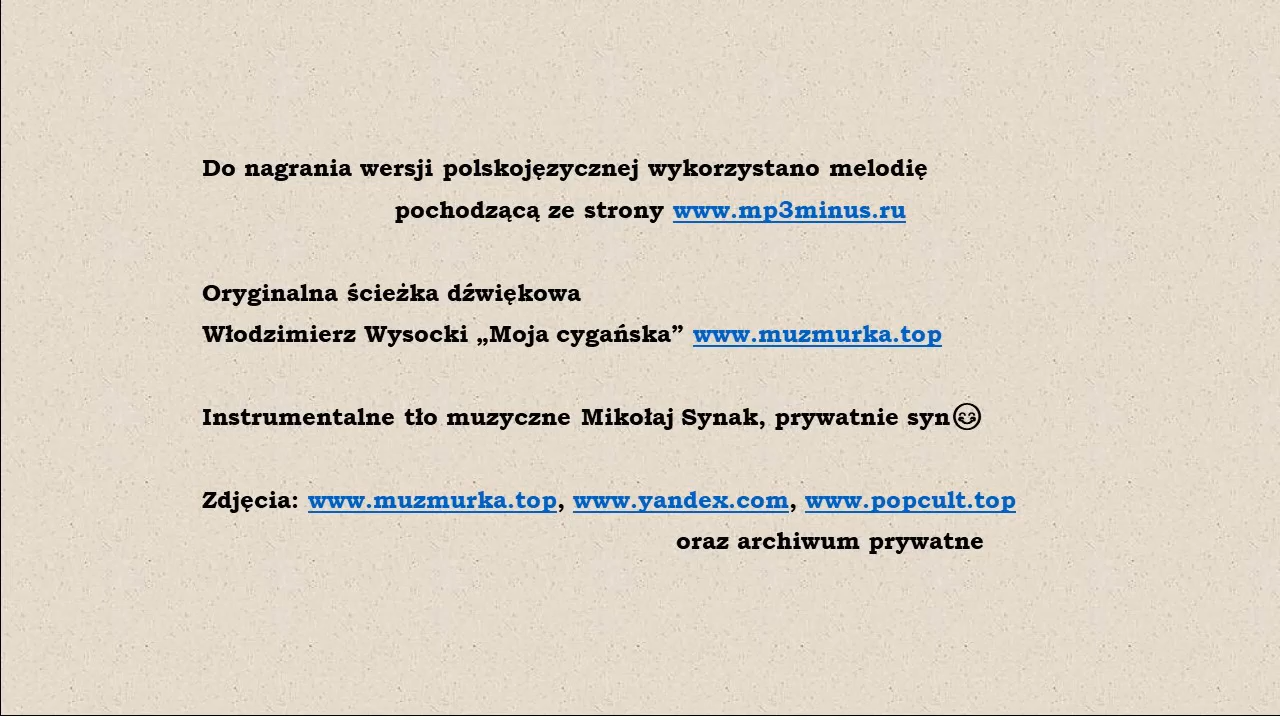 Do nagrania wersji polskojęzycznej wykorzystano melodię
pochodzącą ze strony www.mp3minus.ru
Oryginalna ścieżka dźwiękowa
Włodzimierz Wysocki „Moja cygańska” www.muzmurka.top
Instrumentalne tło muzyczne Mikołaj Synak, prywatnie syn😊
Zdjęcia: www.muzmurka.top, www.yandex.com, www.popcult.top
oraz archiwum prywatne